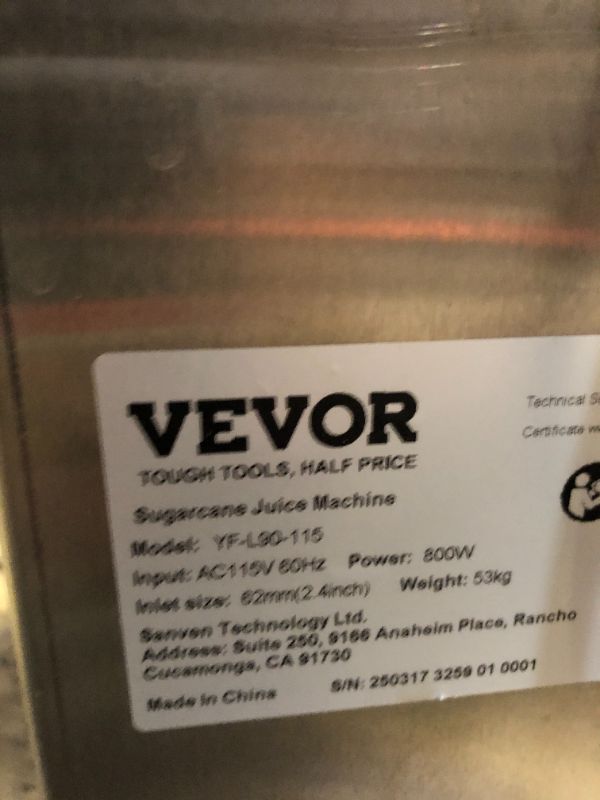 VEVOR
TOUGH TOOLS, HALF PRICE
Sugarcane Juice Machine
Model: YF-L90-115
Input: AC115V 60Hz Power: 800W
Inlet size: 62mm(2.4inch) Weight: 53kg
Sanven Technology Ltd.
Address: Suite 250, 9166 Anaheim Place, Rancho
Cucamonga, CA 91730
Made in China S/N: 250317 3259 01 0001
Technical
Certificate